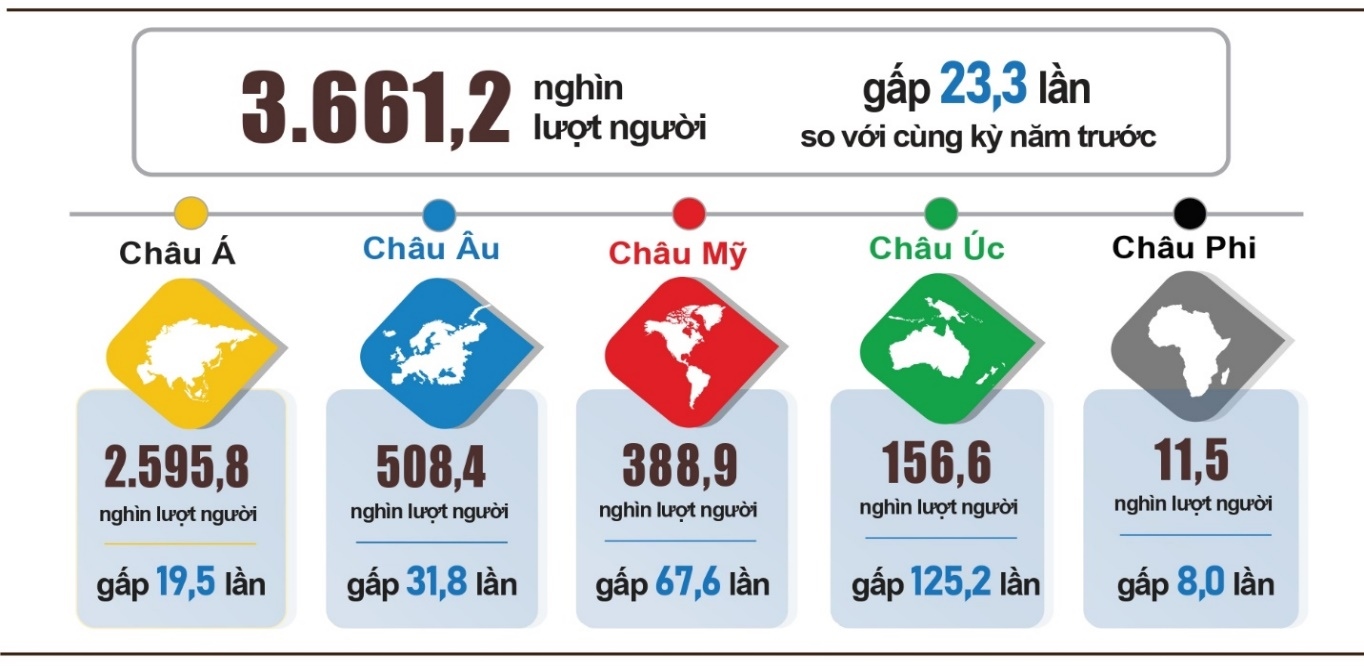 3.661,2 nghìn
lượt người
gấp 23,3 lần
so với cùng kỳ năm trước
Châu Á
2.595,8
nghìn lượt người
gấp 19,5 lần
Châu Âu
508,4
nghìn lượt người
gấp 31,8 lần
Châu Mỹ
388,9
nghìn lượt người
gấp 67,6 lần
Châu Úc
156,6
nghìn lượt người
gấp 125,2 lần
Châu Phi
11,5
nghìn lượt người
gấp 8,0 lần